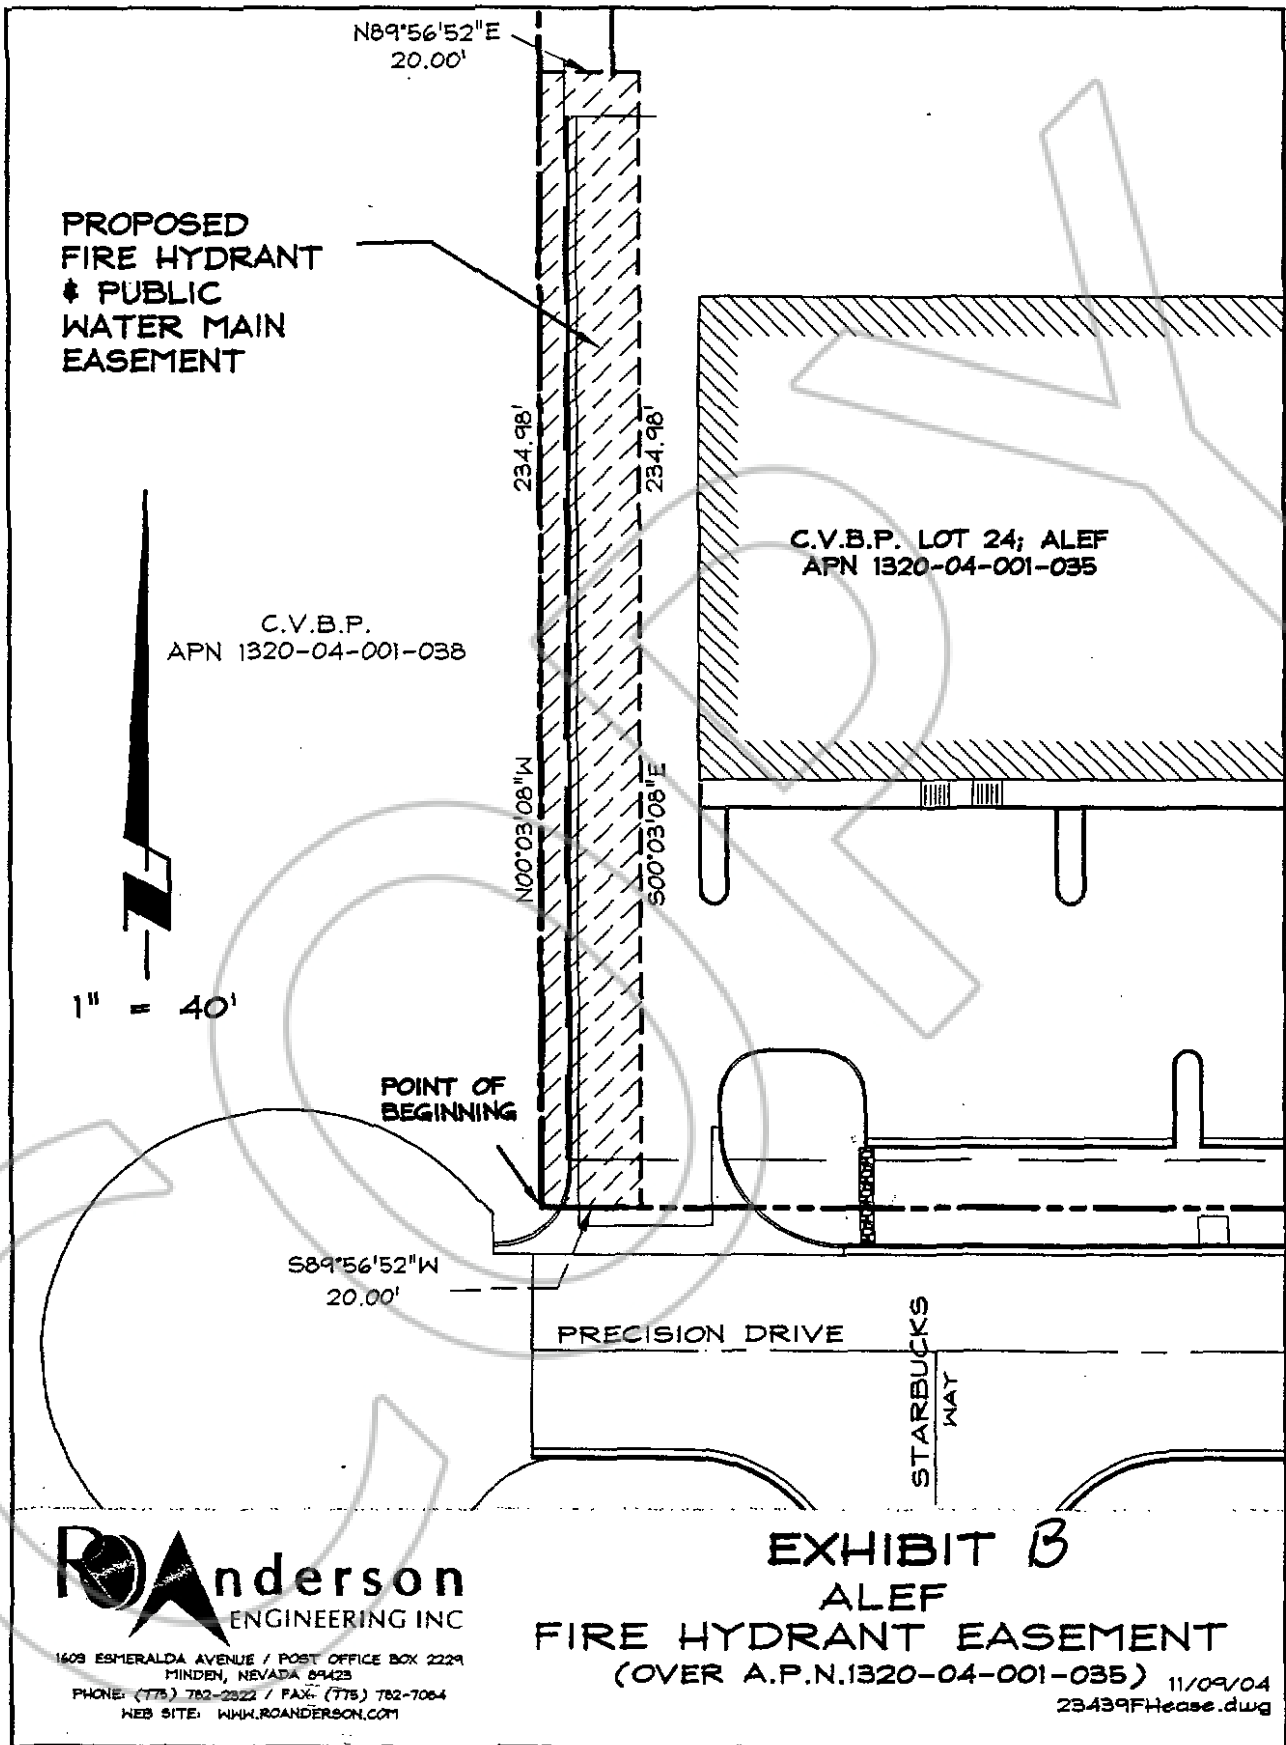 N89°56'52"E
20.00'
PROPOSED
FIRE HYDRANT
& PUBLIC
WATER MAIN
EASEMENT
234.98'
234.98'
C.V.B.P. LOT 24; ALEF
APN 1320-04-001-035
C.V.B.P.
APN 1320-04-001-038
N00°03'08"W
S00°03'08"E
1" = 40'
POINT OF
BEGINNING
S89°56'52"W
20.00'
PRECISION DRIVE
STARBUCKS
WAY
ROAnderson
ENGINEERING INC
1603 ESMERALDA AVENUE / POST OFFICE BOX 2229
MINDEN, NEVADA 89423
PHONE: (775) 782-2322 / FAX: (775) 782-7084
WEB SITE: WWW.ROANDERSON.COM
EXHIBIT B
ALEF
FIRE HYDRANT EASEMENT
(OVER A.P.N.1320-04-001-035)
11/09/04
23439FHease.dwg
COPY